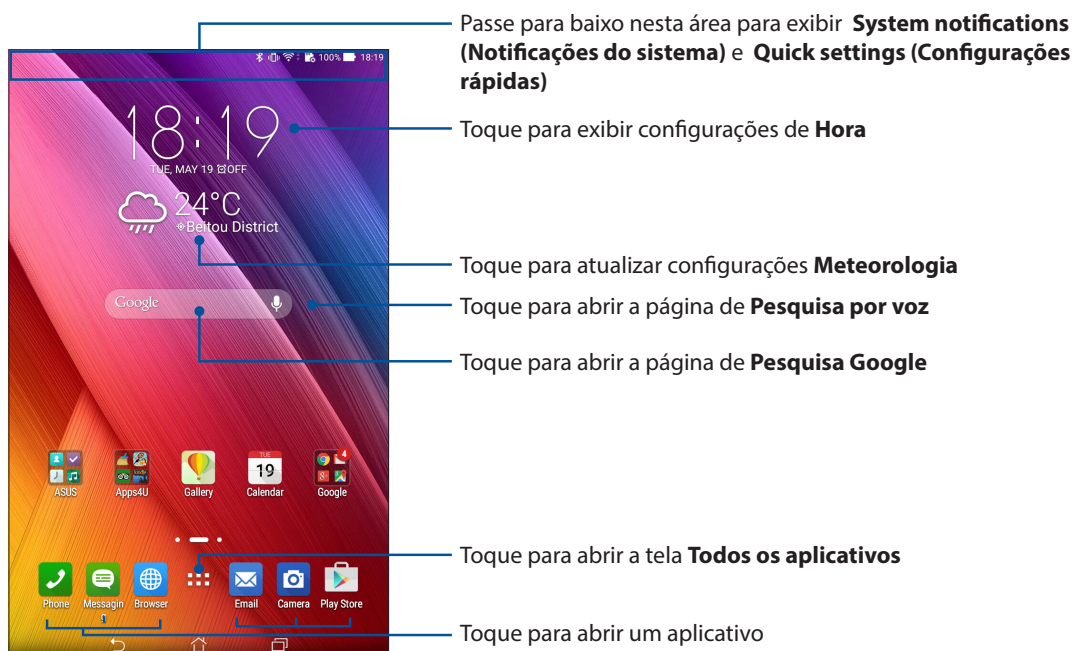 Passe para baixo nesta área para exibir System notifications
(Notificações do sistema) e Quick settings (Configurações
rápidas)
100% 18:19
18:19
Toque para exibir configurações de Hora
TUE, MAY 19 OFF
24°C
Beitou District
Toque para atualizar configurações Meteorologia
Google
Toque para abrir a página de Pesquisa por voz
Toque para abrir a página de Pesquisa Google
4
TUE
19
ASUS Apps4U Gallery Calendar Google
Toque para abrir a tela Todos os aplicativos
Phone Messagin Browser Email Camera Play Store
g
Toque para abrir um aplicativo